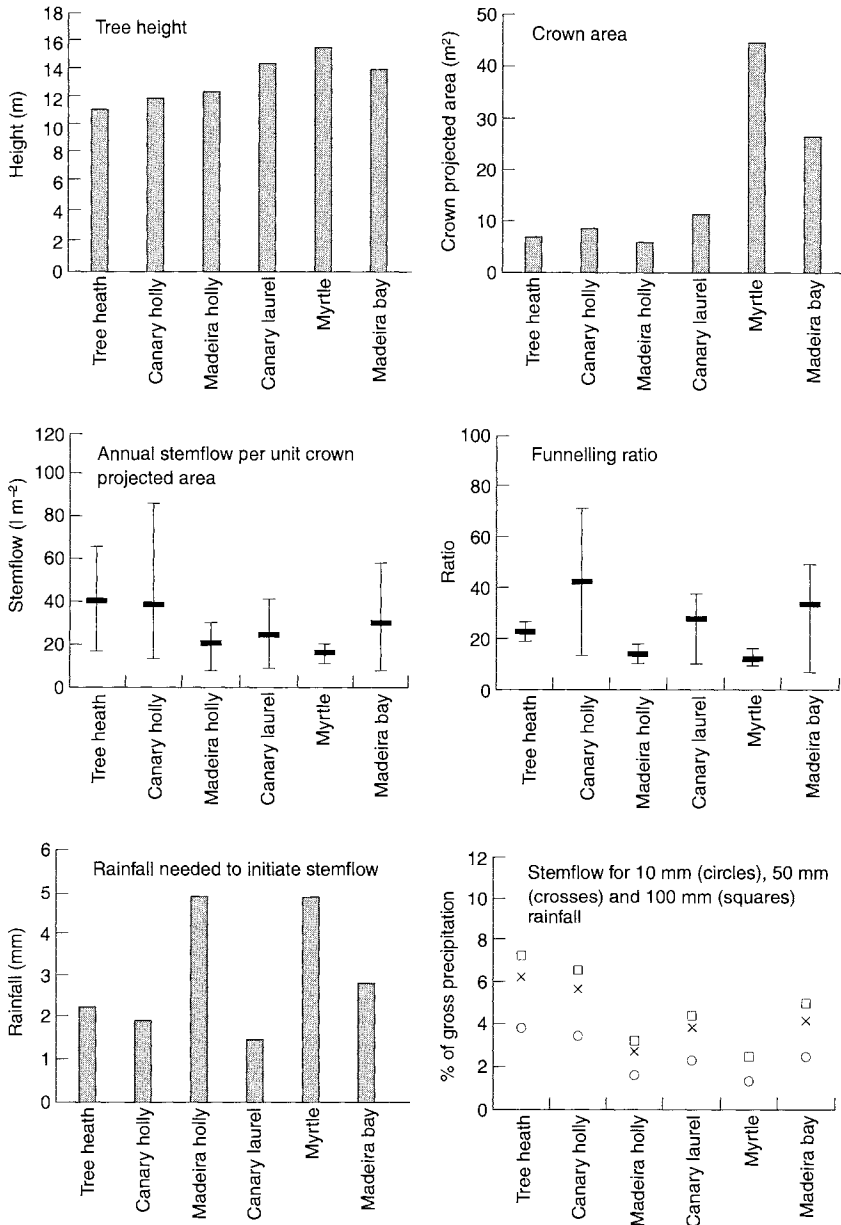 Tree height
Height (m)
18
16
14
12
10
8
6
4
2
0
Tree heath
Canary holly
Madeira holly
Canary laurel
Myrtle
Madeira bay
Crown area
Crown projected area (m²)
50
40
30
20
10
0
Tree heath
Canary holly
Madeira holly
Canary laurel
Myrtle
Madeira bay
Annual stemflow per unit crown
projected area
Stemflow (l m⁻²)
120
100
80
60
40
20
0
Tree heath
Canary holly
Madeira holly
Canary laurel
Myrtle
Madeira bay
Funnelling ratio
Ratio
100
80
60
40
20
0
Tree heath
Canary holly
Madeira holly
Canary laurel
Myrtle
Madeira bay
Rainfall needed to initiate stemflow
Rainfall (mm)
6
5
4
3
2
1
0
Tree heath
Canary holly
Madeira holly
Canary laurel
Myrtle
Madeira bay
Stemflow for 10 mm (circles), 50 mm
(crosses) and 100 mm (squares)
rainfall
% of gross precipitation
12
10
8
6
4
2
0
Tree heath
Canary holly
Madeira holly
Canary laurel
Myrtle
Madeira bay